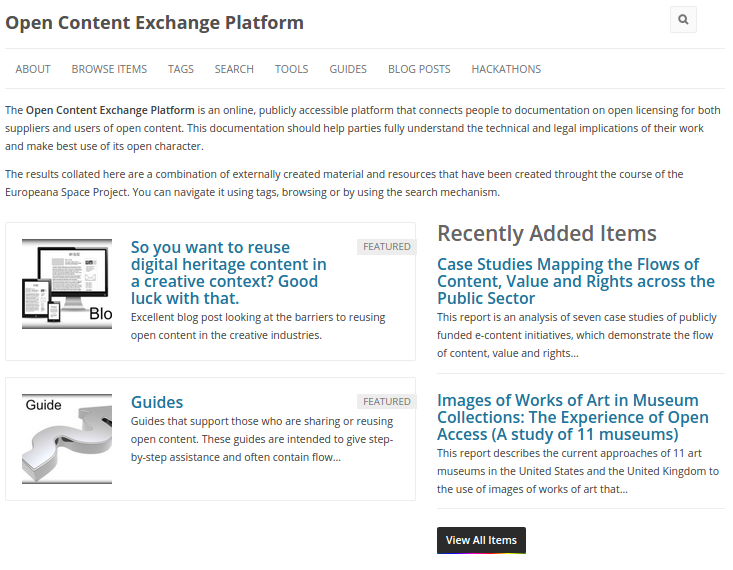 Open Content Exchange Platform
ABOUT BROWSE ITEMS TAGS SEARCH TOOLS GUIDES BLOG POSTS HACKATHONS
The Open Content Exchange Platform is an online, publicly accessible platform that connects people to documentation on open licensing for both
suppliers and users of open content. This documentation should help parties fully understand the technical and legal implications of their work
and make best use of its open character.
The results collated here are a combination of externally created material and resources that have been created throught the course of the
Europeana Space Project. You can navigate it using tags, browsing or by using the search mechanism.
Blo
So you want to reuse
digital heritage content in
a creative context? Good
luck with that.
FEATURED
Excellent blog post looking at the barriers to reusing
open content in the creative industries.
Guide
Guides
FEATURED
Guides that support those who are sharing or reusing
open content. These guides are intended to give step-
by-step assistance and often contain flow...
Recently Added Items
Case Studies Mapping the Flows of
Content, Value and Rights across the
Public Sector
This report is an analysis of seven case studies of publicly
funded e-content initiatives, which demonstrate the flow
of content, value and rights...
Images of Works of Art in Museum
Collections: The Experience of Open
Access (A study of 11 museums)
This report describes the current approaches of 11 art
museums in the United States and the United Kingdom to
the use of images of works of art that...
View All Items